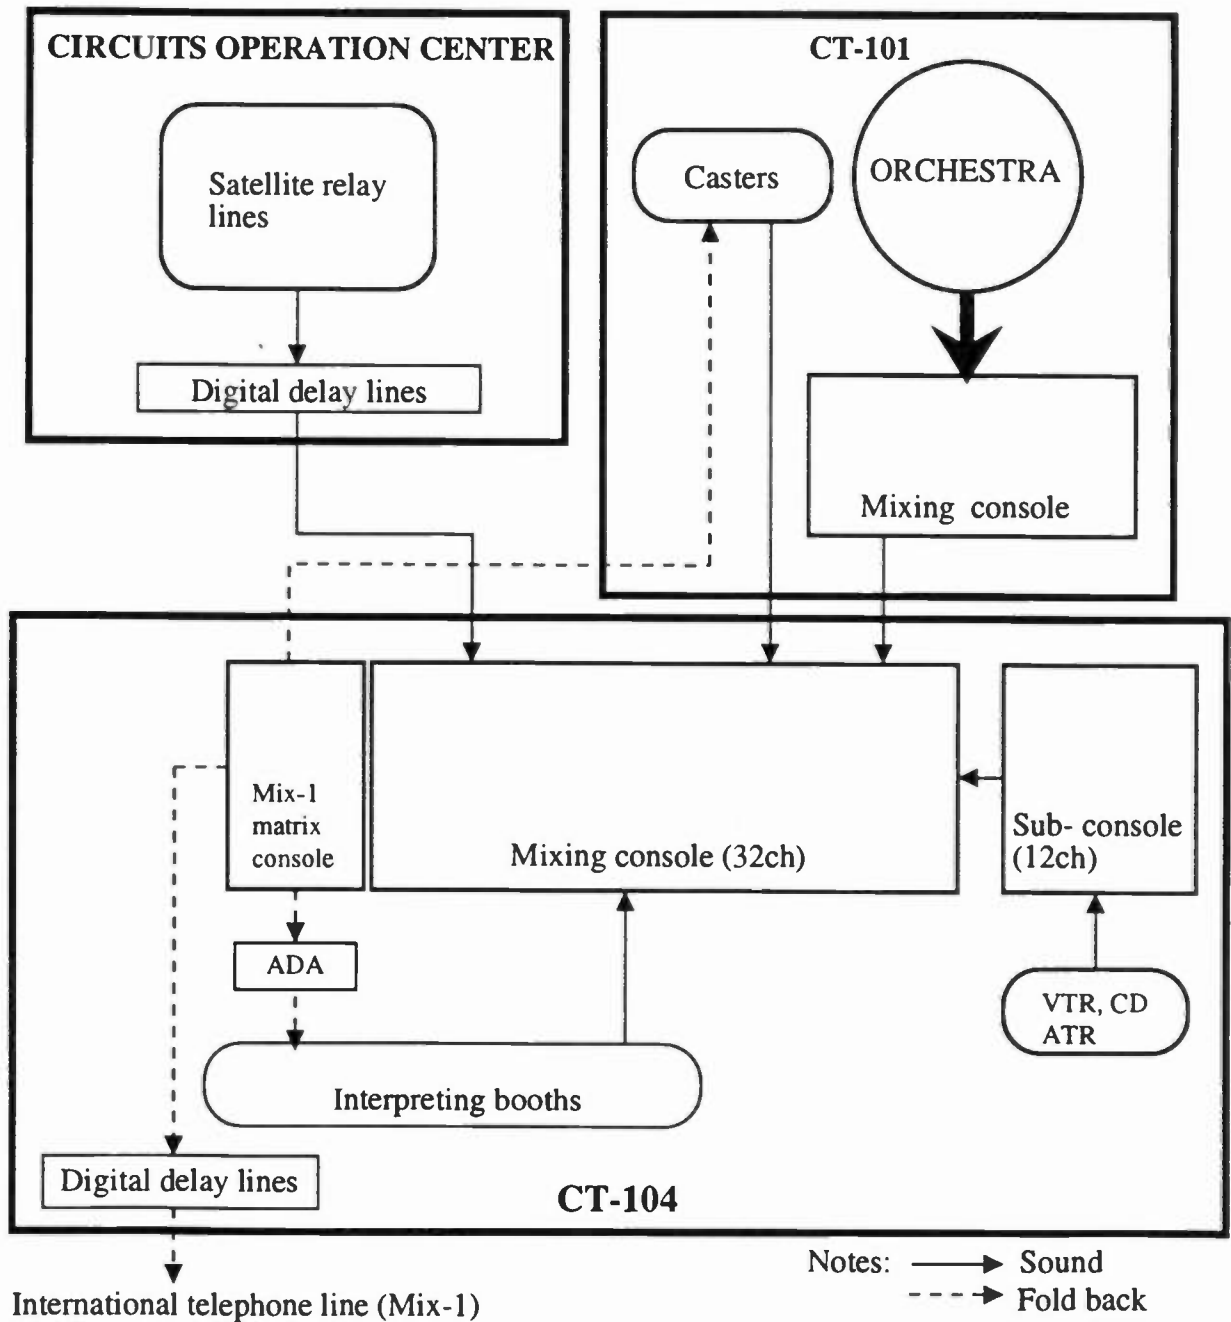 CIRCUITS OPERATION CENTER
Satellite relay
lines
Digital delay lines
CT-101
Casters
ORCHESTRA
Mixing console
Mix-1
matrix
console
Mixing console (32ch)
Sub- console
(12ch)
ADA
VTR, CD
ATR
Interpreting booths
Digital delay lines
CT-104
International telephone line (Mix-1)
Notes:
Sound
Fold back